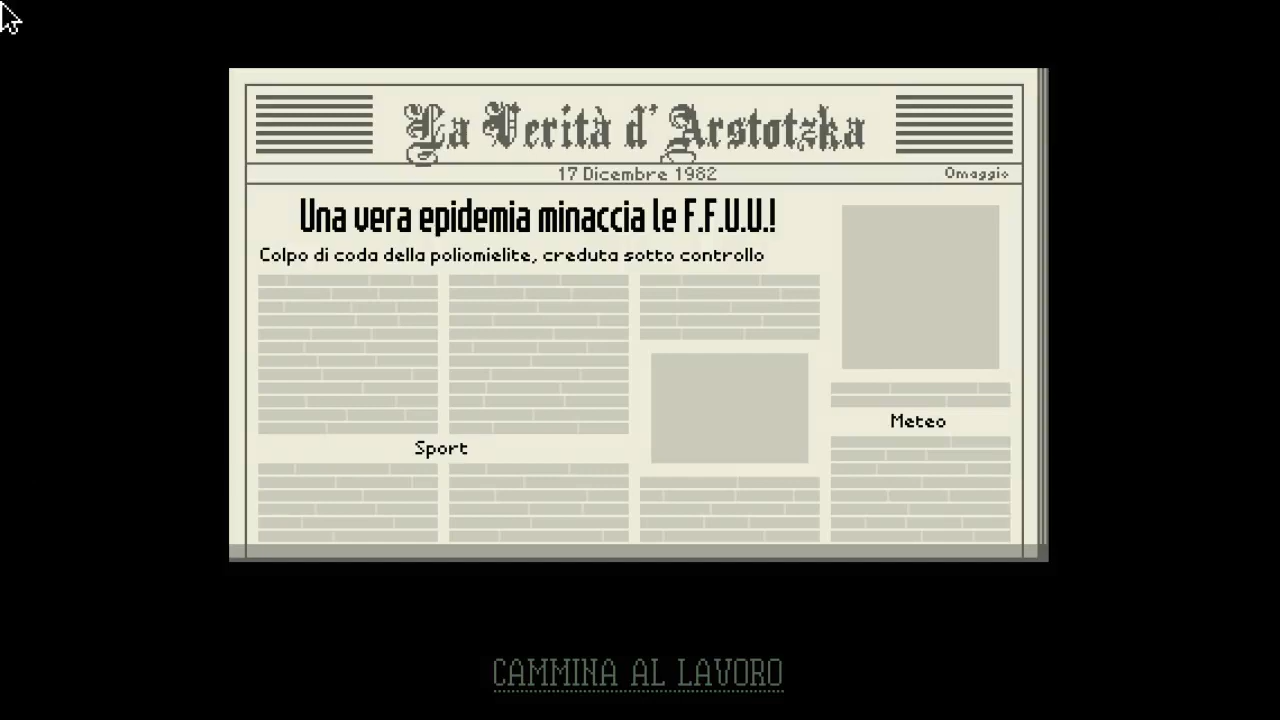 La Verità d'Arstotzka
17 Dicembre 1982
Omaggio
Una vera epidemia minaccia le F.F.U.U.!
Colpo di coda della poliomielite, creduta sotto controllo
Meteo
Sport
CAMMINA AL LAVORO